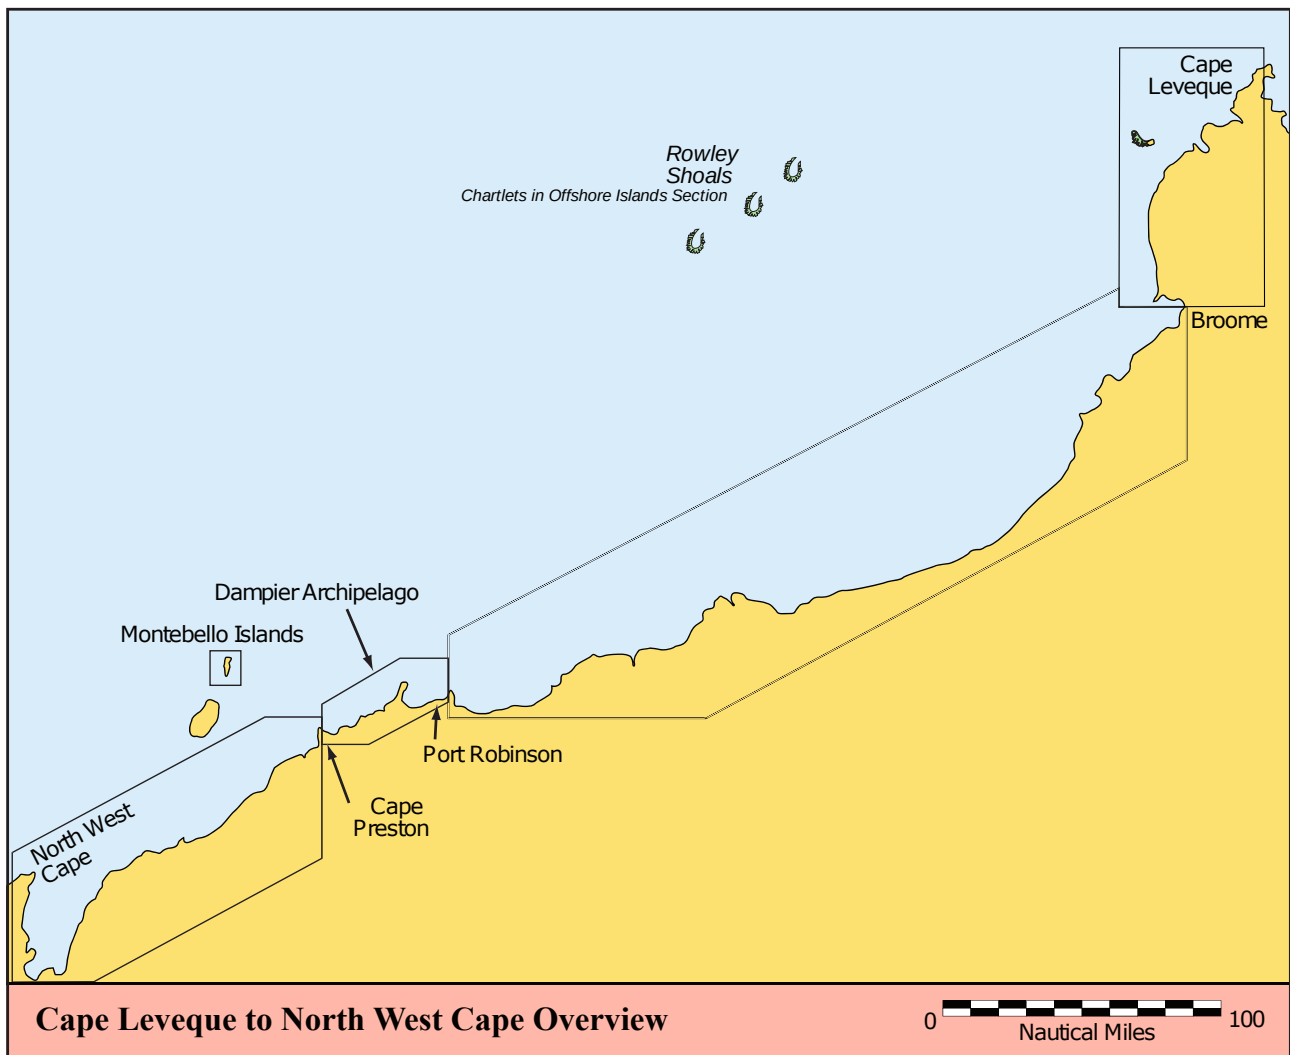 Cape
Leveque
Rowley
Shoals
Chartlets in Offshore Islands Section
Broome
Dampier Archipelago
Montebello Islands
Port Robinson
Cape
Preston
North West
Cape
Cape Leveque to North West Cape Overview
0
100
Nautical Miles